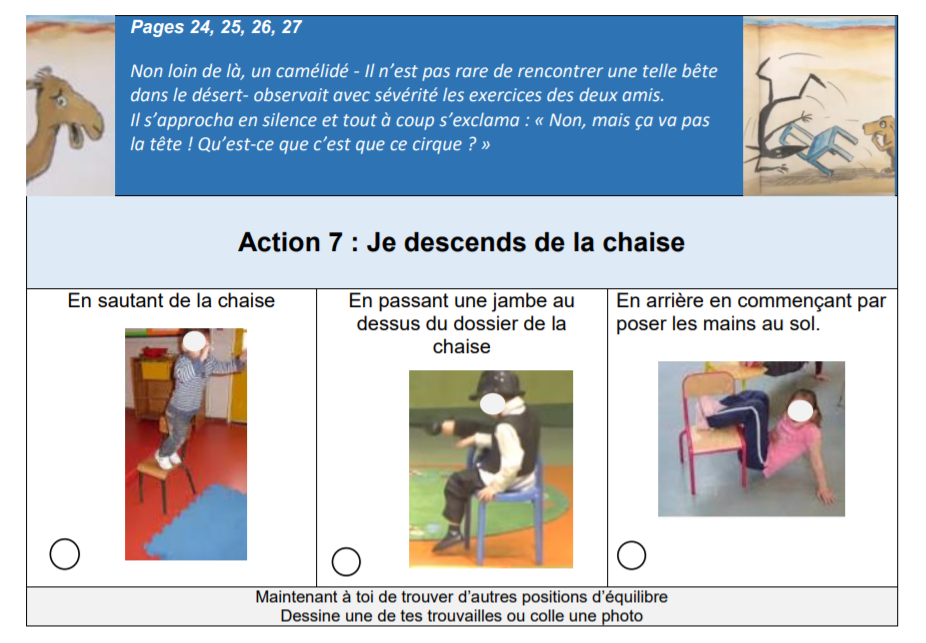 Pages 24, 25, 26, 27
Non loin de là, un camélidé - Il n'est pas rare de rencontrer une telle bête
dans le désert- observait avec sévérité les exercices des deux amis.
Il s'approcha en silence et tout à coup s'exclama : « Non, mais ça va pas
la tête ! Qu'est-ce que c'est que ce cirque ? »
Action 7 : Je descends de la chaise
En sautant de la chaise
En passant une jambe au
dessus du dossier de la
chaise
En arrière en commençant par
poser les mains au sol.
Maintenant à toi de trouver d'autres positions d'équilibre
Dessine une de tes trouvailles ou colle une photo